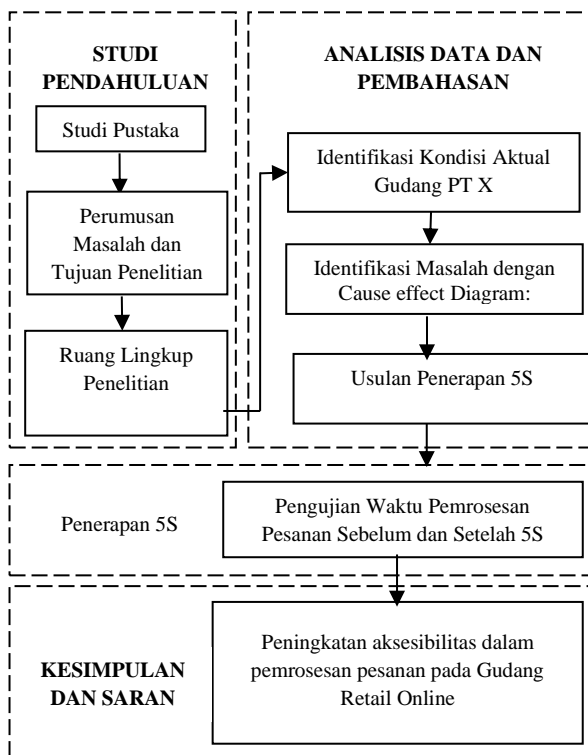 STUDI
PENDAHULUAN
Studi Pustaka
Perumusan
Masalah dan
Tujuan Penelitian
Ruang Lingkup
Penelitian
ANALISIS DATA DAN
PEMBAHASAN
Identifikasi Kondisi Aktual
Gudang PT X
Identifikasi Masalah dengan
Cause effect Diagram:
Usulan Penerapan 5S
Penerapan 5S
Pengujian Waktu Pemrosesan
Pesanan Sebelum dan Setelah 5S
KESIMPULAN
DAN SARAN
Peningkatan aksesibilitas dalam
pemrosesan pesanan pada Gudang
Retail Online